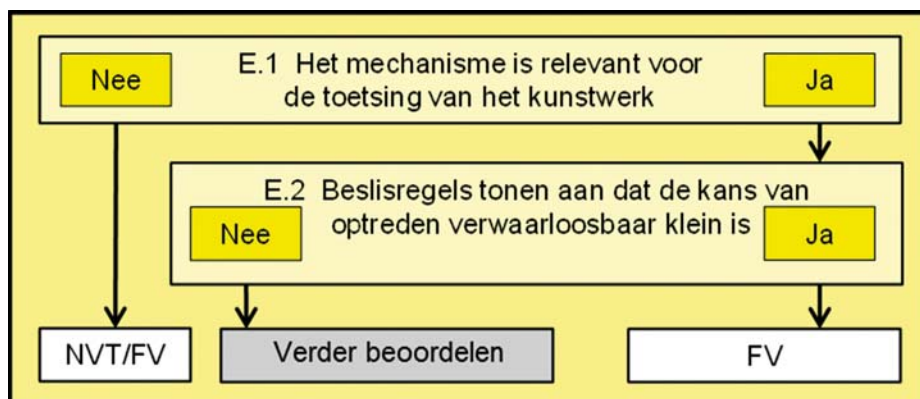 E.1 Het mechanisme is relevant voor
de toetsing van het kunstwerk
Nee
Ja
E.2 Beslisregels tonen aan dat de kans van
optreden verwaarloosbaar klein is
Nee
Ja
NVT/FV
Verder beoordelen
FV